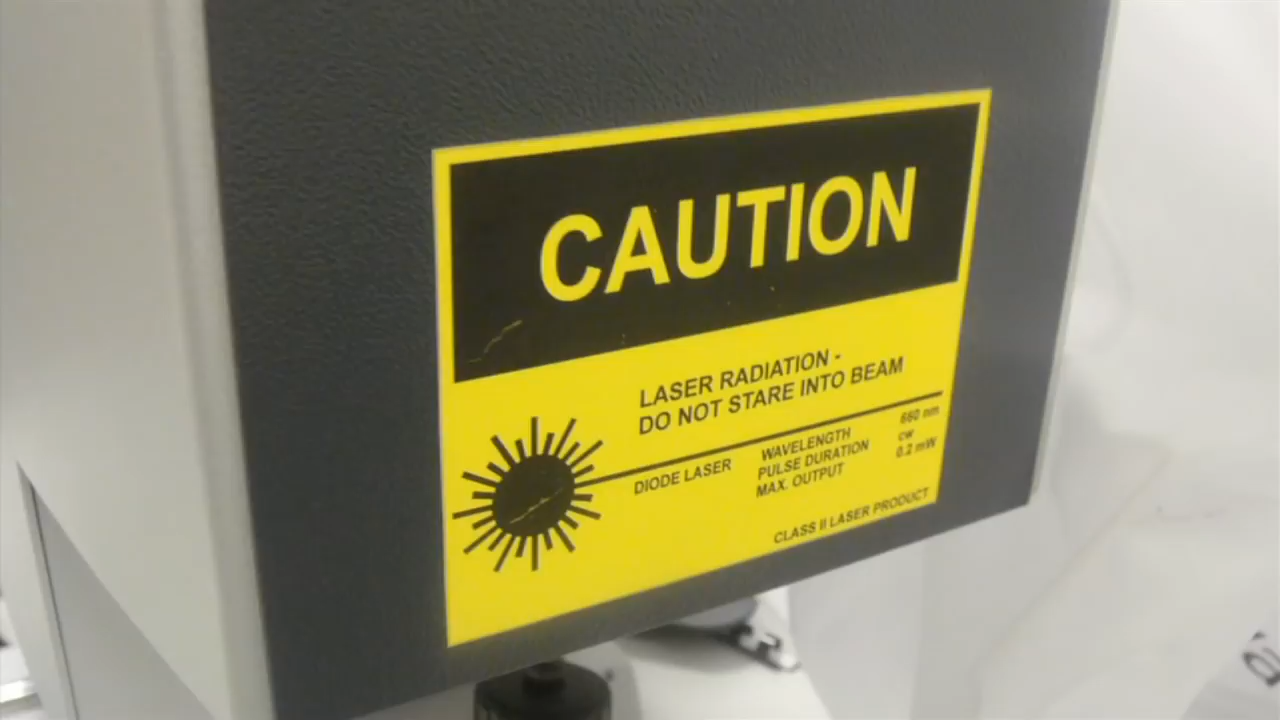 CAUTION
LASER RADIATION -
DO NOT STARE INTO BEAM
DIODE LASER
WAVELENGTH 660 nm
PULSE DURATION cw
MAX. OUTPUT 0.2 mW
CLASS II LASER PRODUCT